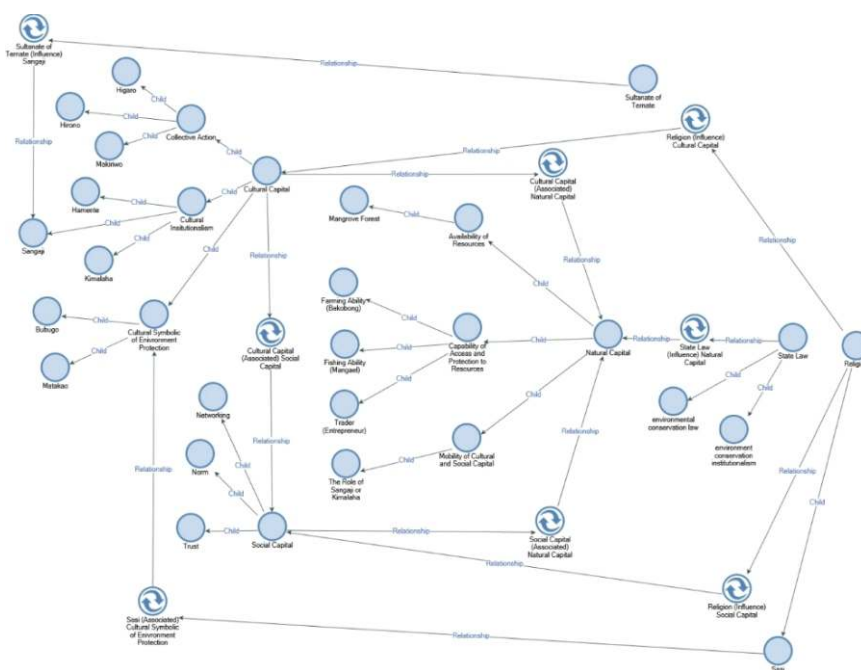 Sultanate of
Ternate (Influence)
Sangaji
Relationship
Sultanate of
Ternate
Higaro
Child
Hirono
Child
Collective Action
Child
Makiriwo
Child
Relationship
Religion (Influence)
Cultural Capital
Relationship
Cultural Capital
Relationship
Cultural Capital
(Associated)
Natural Capital
Relationship
Child
Hamente
Child
Cultural
Institutionalism
Child
Sangaji
Child
Kimalaha
Child
Relationship
Mangrove Forest
Child
Availability of
Resources
Child
Relationship
Relationship
Bubugo
Child
Cultural Symbolic
of Environment
Protection
Child
Matakao
Cultural Capital
(Associated) Social
Capital
Relationship
Farming Ability
(Bakobong)
Child
Fishing Ability
(Mangael)
Child
Capability of
Access and
Protection to
Resources
Child
Trader
(Entrepreneur)
Child
Natural Capital
Relationship
State Law
(Influence) Natural
Capital
Relationship
State Law
Child
environmental
conservation law
Child
environment
conservation
institutionalism
Networking
Child
Norm
Child
Trust
Child
Social Capital
The Role of
Sangaji or
Kimalaha
Child
Mobility of Cultural
and Social Capital
Child
Relationship
Relationship
Social Capital
(Associated)
Natural Capital
Relationship
Relationship
Relationship
Religion (Influence)
Social Capital
Child
Relationship
Sasi (Associated)
Cultural Symbolic
of Enivronment
Protection
Relationship